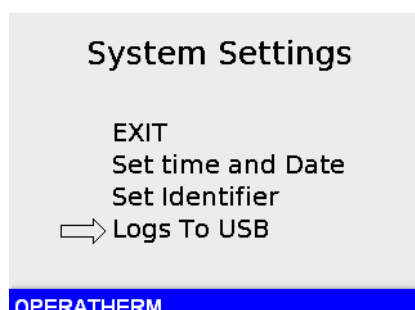 System Settings
EXIT
Set time and Date
Set Identifier
Logs To USB
OPERATHERM